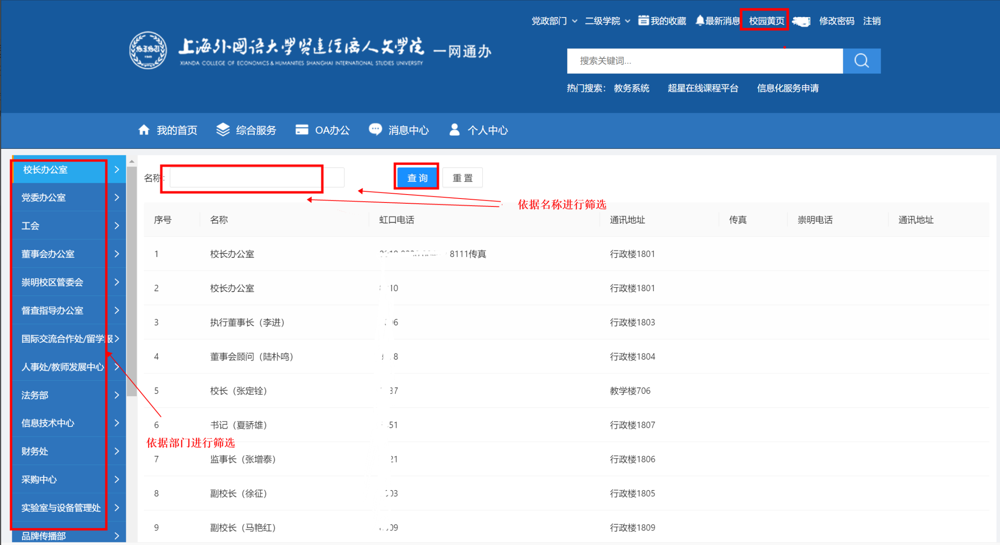 党政部门 二级学院 我的收藏 最新消息 校园黄页 修改密码 注销
SISU
1949
上海外国语大学贤达经济人文学院 一网通办
XIANDA COLLEGE OF ECONOMICS & HUMANITIES SHANGHAI INTERNATIONAL STUDIES UNIVERSITY
搜索关键词...
热门搜索： 教务系统 超星在线课程平台 信息化服务申请
我的首页 综合服务 OA办公 消息中心 个人中心
校长办公室
党委办公室
工会
董事会办公室
崇明校区管委会
督查指导办公室
国际交流合作处/留学服
人事处/教师发展中心
法务部
信息技术中心
财务处
采购中心
实验室与设备管理处
品牌传播部
名称: 查 询 重 置
依据名称进行筛选
序号 名称 虹口电话 通讯地址 传真 崇明电话 通讯地址
1 校长办公室 8111传真 行政楼1801
2 校长办公室 10 行政楼1801
3 执行董事长（李进） 行政楼1803
4 董事会顾问（陆朴鸣） 8 行政楼1804
5 校长（张定铨） 37 教学楼706
6 书记（夏骄雄） 51 行政楼1807
依据部门进行筛选
7 监事长（张增泰） 21 行政楼1806
8 副校长（徐征） 03 行政楼1805
9 副校长（马艳红） 09 行政楼1809